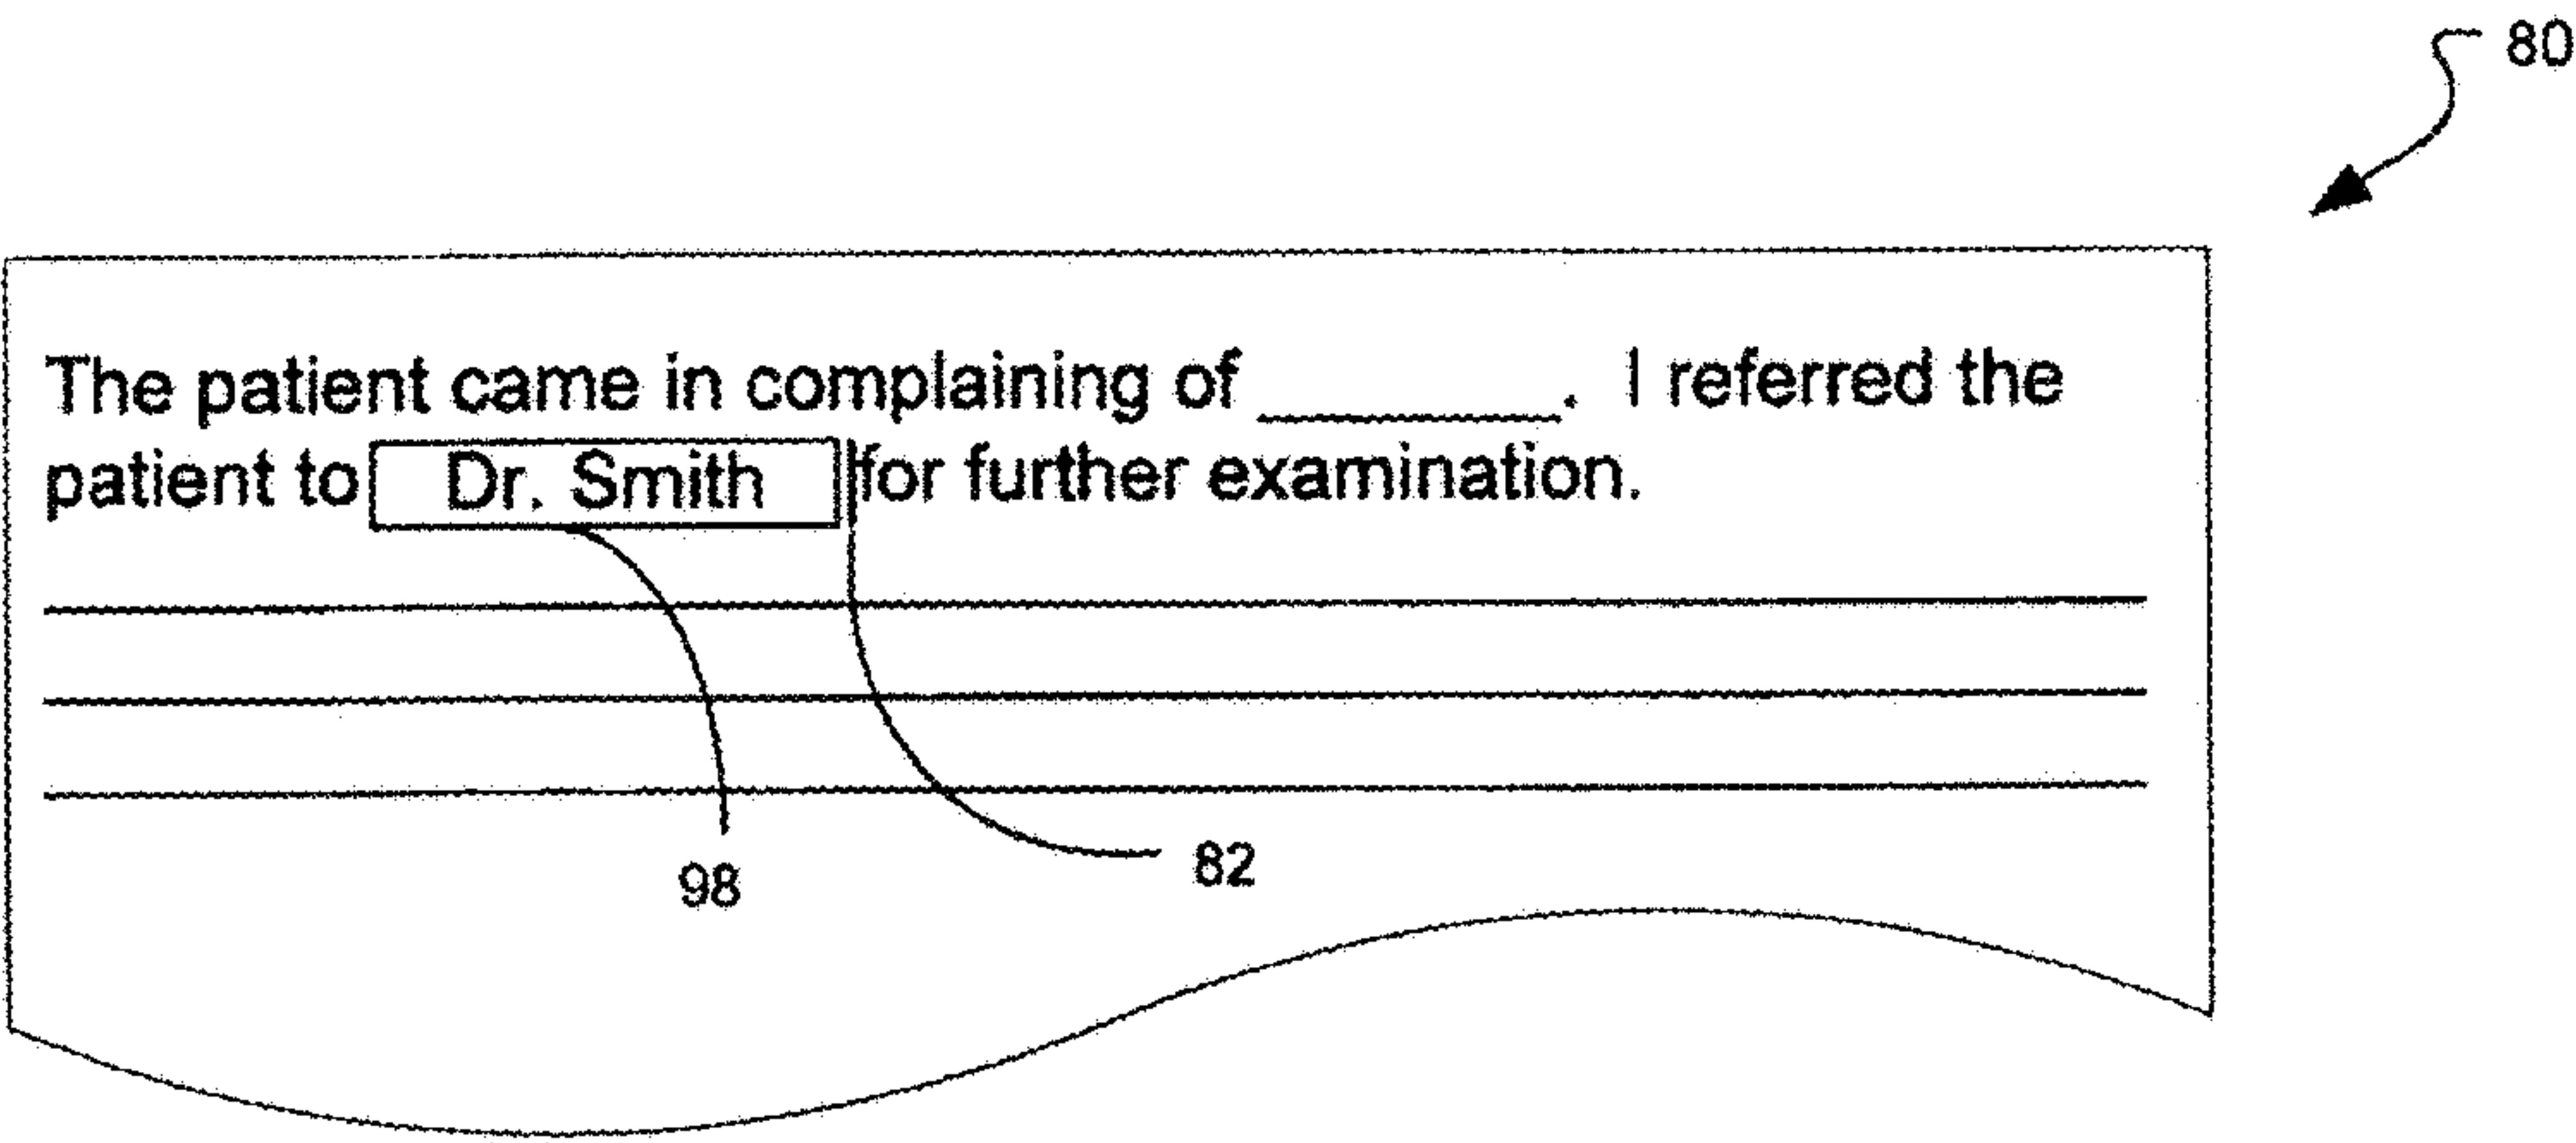 80
The patient came in complaining of ________. I referred the
patient to Dr. Smith for further examination.
98
82